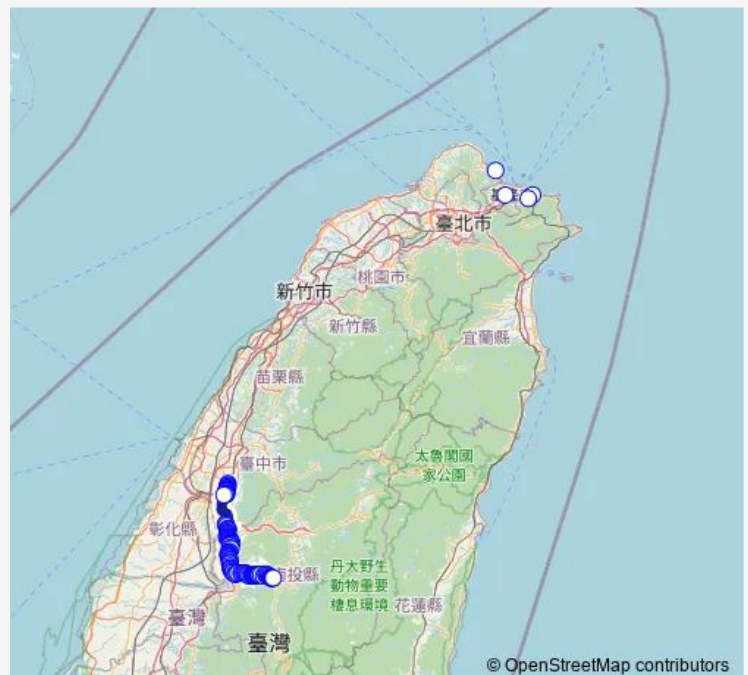 臺北市
桃園市
新竹市
新竹縣
宜蘭縣
苗栗縣
臺中市
太魯閣國
家公園
彰化縣
投縣
丹大野生
動物重要
棲息環境
花蓮縣
臺灣
臺灣
© OpenStreetMap contributors